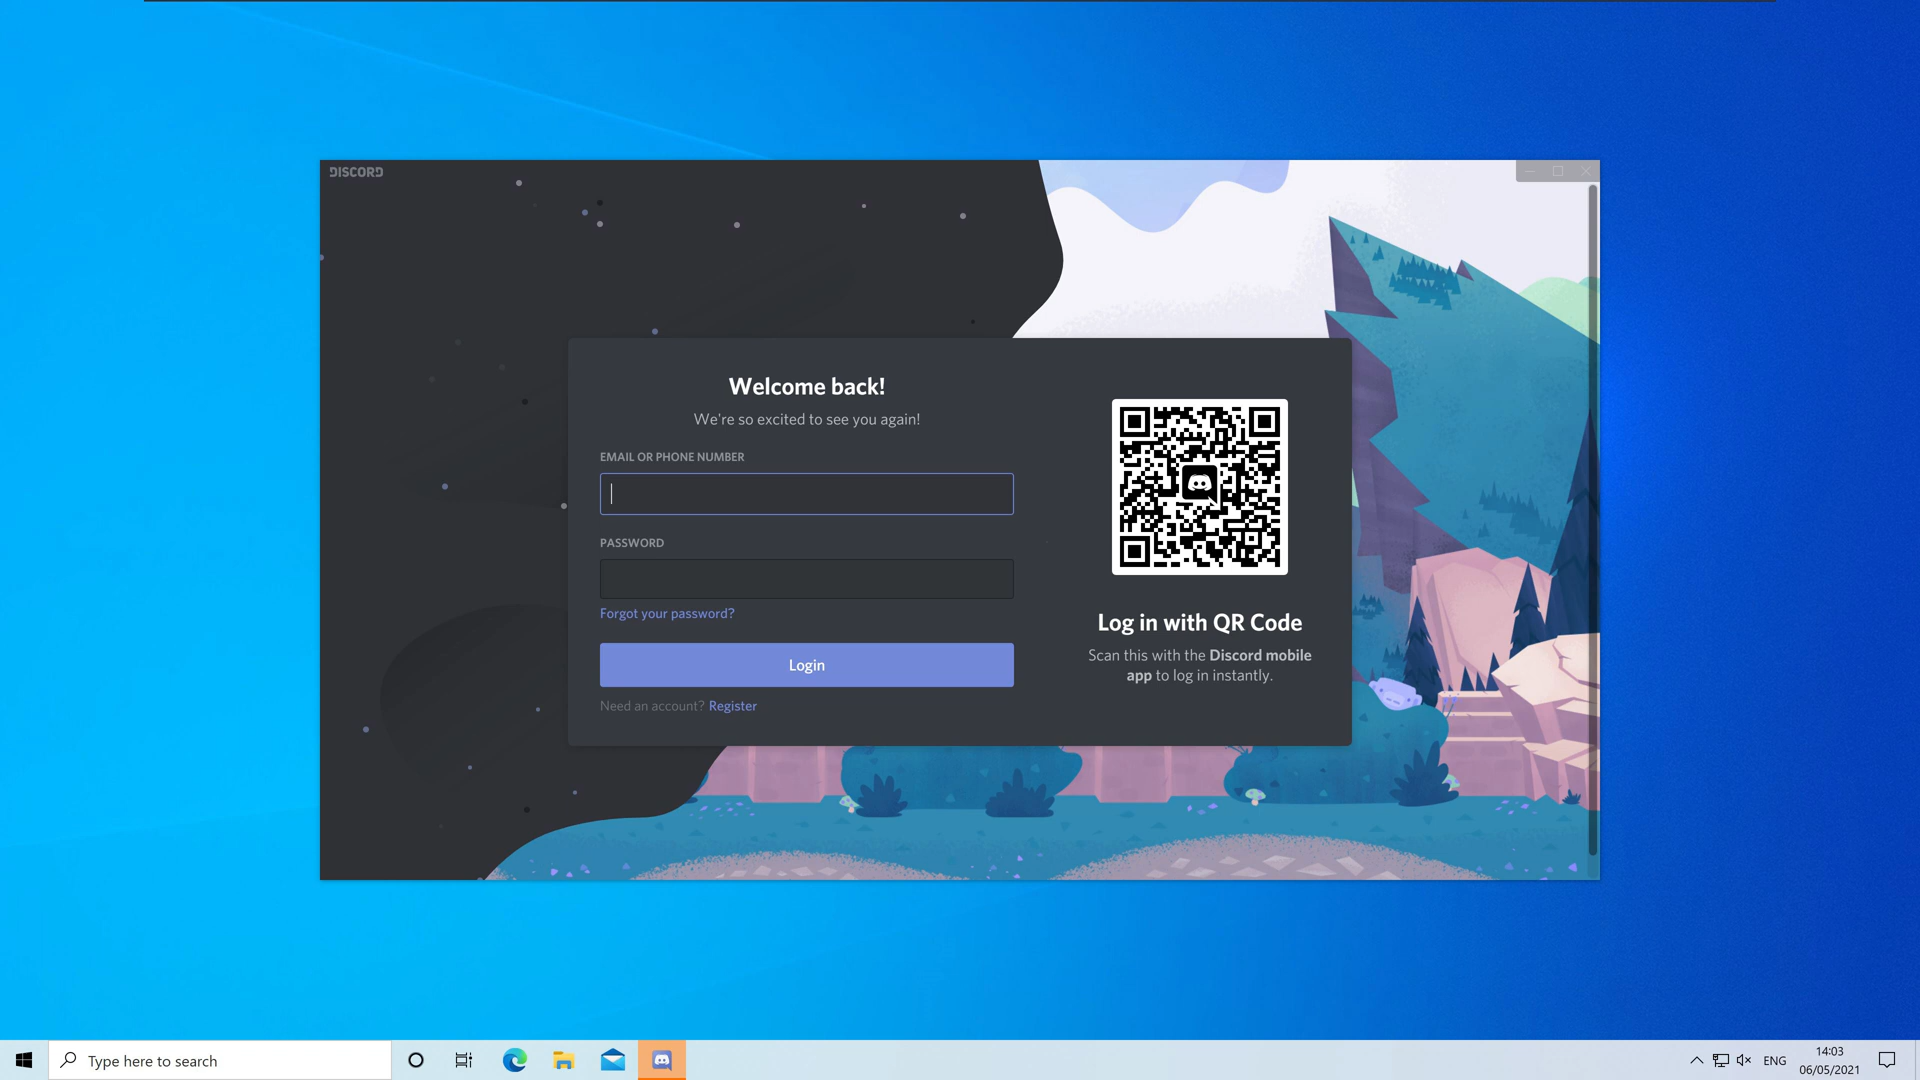 DISCORD
Welcome back!
We're so excited to see you again!
EMAIL OR PHONE NUMBER
PASSWORD
Forgot your password?
Login
Need an account? Register
Log in with QR Code
Scan this with the Discord mobile
app to log in instantly.
Type here to search
ENG
14:03
06/05/2021